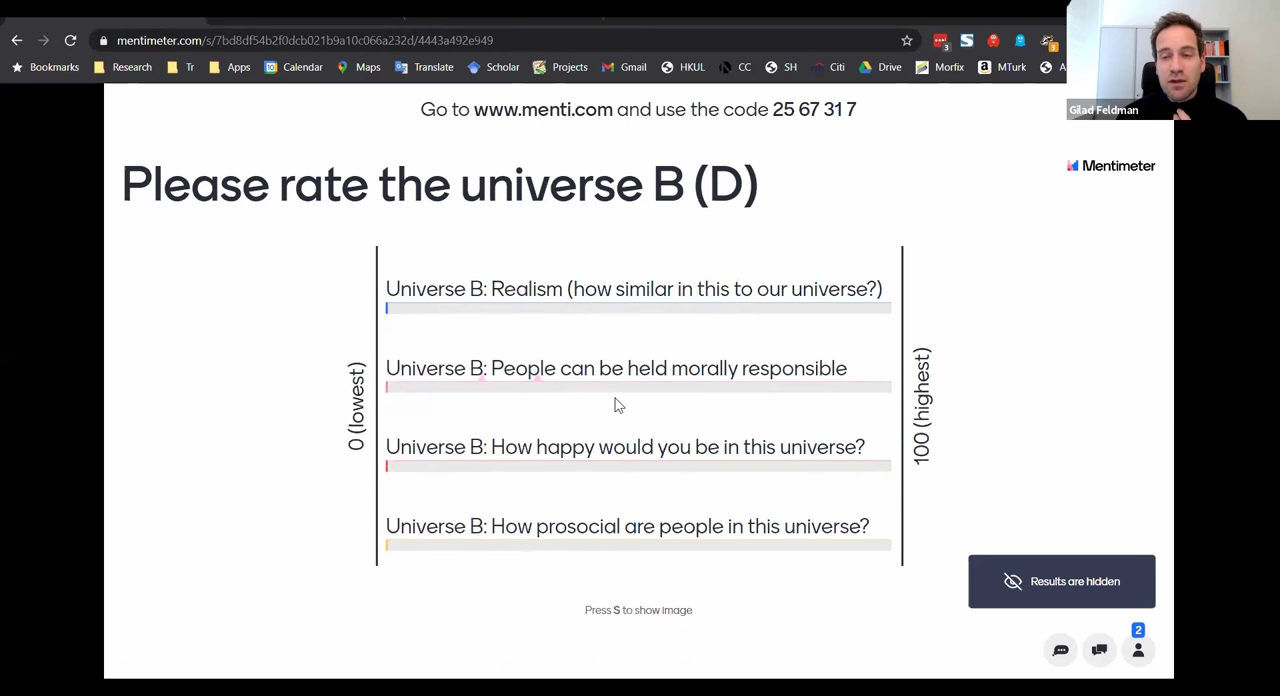 mentimeter.com/s/7bd8df54b2f0dcb021b9a10c066a232d/4443a492e949
Bookmarks Research Tr Apps Calendar Maps Translate Scholar Projects Gmail HKUL CC SH Citi Drive Morfix MTurk
Gilad Feldman
Go to www.menti.com and use the code 25 67 31 7
Mentimeter
Please rate the universe B (D)
Universe B: Realism (how similar in this to our universe?)
Universe B: People can be held morally responsible
Universe B: How happy would you be in this universe?
Universe B: How prosocial are people in this universe?
0 (lowest)
100 (highest)
Results are hidden
Press S to show image
2